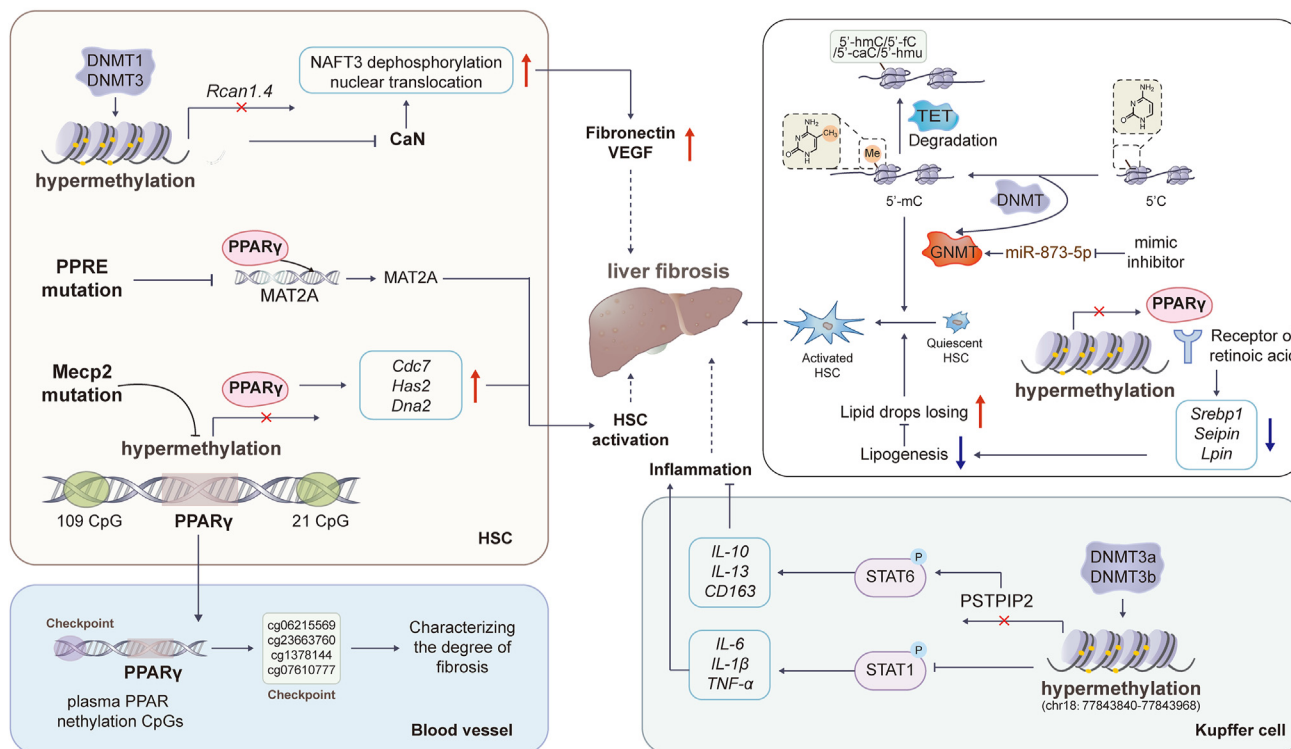 DNMT1
DNMT3
Rcan1.4
NAFT3 dephosphorylation
nuclear translocation
CaN
hypermethylation
Fibronectin
VEGF
PPRE
mutation
PPARγ
MAT2A
MAT2A
Mecp2
mutation
PPARγ
Cdc7
Has2
Dna2
hypermethylation
109 CpG
PPARγ
21 CpG
HSC
liver fibrosis
HSC
activation
Inflammation
5'-hmC/5'-fC
/5'-caC/5'-hmu
TET
Degradation
NH₂
CH₃
N
O
N
H
Me
5'-mC
DNMT
NH₂
N
O
N
H
5'C
GNMT
miR-873-5p
mimic
inhibitor
Activated
HSC
Quiescent
HSC
PPARγ
hypermethylation
Receptor of
retinoic acid
Lipid drops losing
Lipogenesis
Srebp1
Seipin
Lpin
Checkpoint
PPARγ
plasma PPAR
nethylation CpGs
cg06215569
cg23663760
cg1378144
cg07610777
Checkpoint
Characterizing
the degree of
fibrosis
Blood vessel
IL-10
IL-13
CD163
P
STAT6
PSTPIP2
DNMT3a
DNMT3b
IL-6
IL-1β
TNF-α
P
STAT1
hypermethylation
(chr18: 77843840-77843968)
Kupffer cell